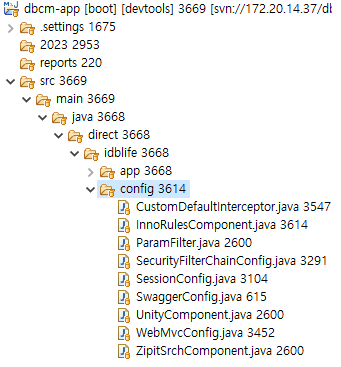 dbcm-app [boot] [devtools] 3669 [svn://172.20.14.37/db
.settings 1675
2023 2953
reports 220
src 3669
main 3669
java 3668
direct 3668
idblife 3668
app 3668
config 3614
CustomDefaultInterceptor.java 3547
InnoRulesComponent.java 3614
ParamFilter.java 2600
SecurityFilterChainConfig.java 3291
SessionConfig.java 3104
SwaggerConfig.java 615
UnityComponent.java 2600
WebMvcConfig.java 3452
ZipitSrchComponent.java 2600